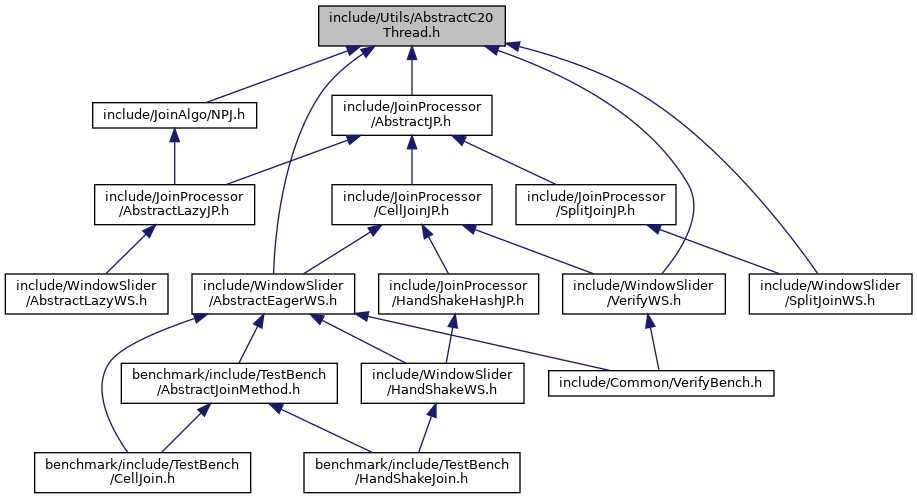 include/Utils/AbstractC20
Thread.h
include/JoinAlgo/NPJ.h
include/JoinProcessor
/AbstractJP.h
include/JoinProcessor
/AbstractLazyJP.h
include/JoinProcessor
/CellJoinJP.h
include/JoinProcessor
/SplitJoinJP.h
include/WindowSlider
/AbstractLazyWS.h
include/WindowSlider
/AbstractEagerWS.h
include/JoinProcessor
/HandShakeHashJP.h
include/WindowSlider
/VerifyWS.h
include/WindowSlider
/SplitJoinWS.h
benchmark/include/TestBench
/AbstractJoinMethod.h
include/WindowSlider
/HandShakeWS.h
include/Common/VerifyBench.h
benchmark/include/TestBench
/CellJoin.h
benchmark/include/TestBench
/HandShakeJoin.h